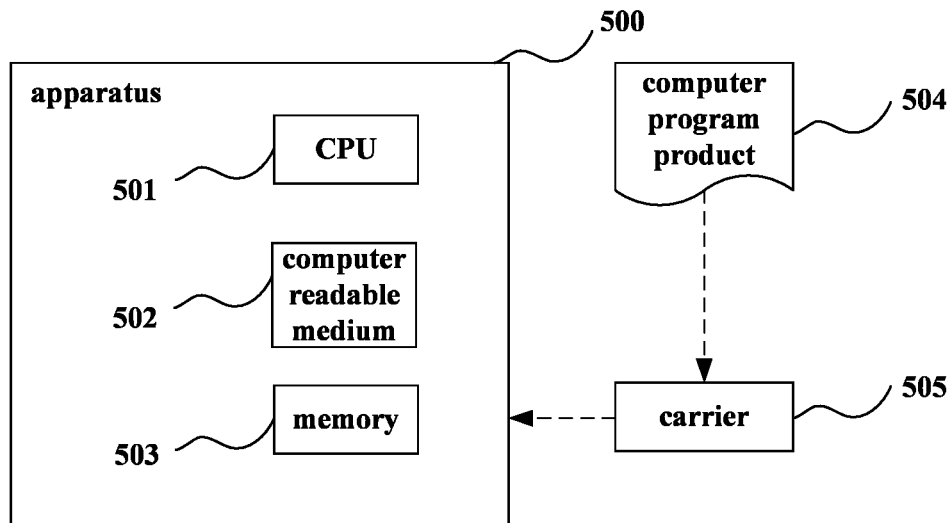 500
apparatus
CPU
501
computer
readable
medium
502
memory
503
computer
program
product
504
carrier
505